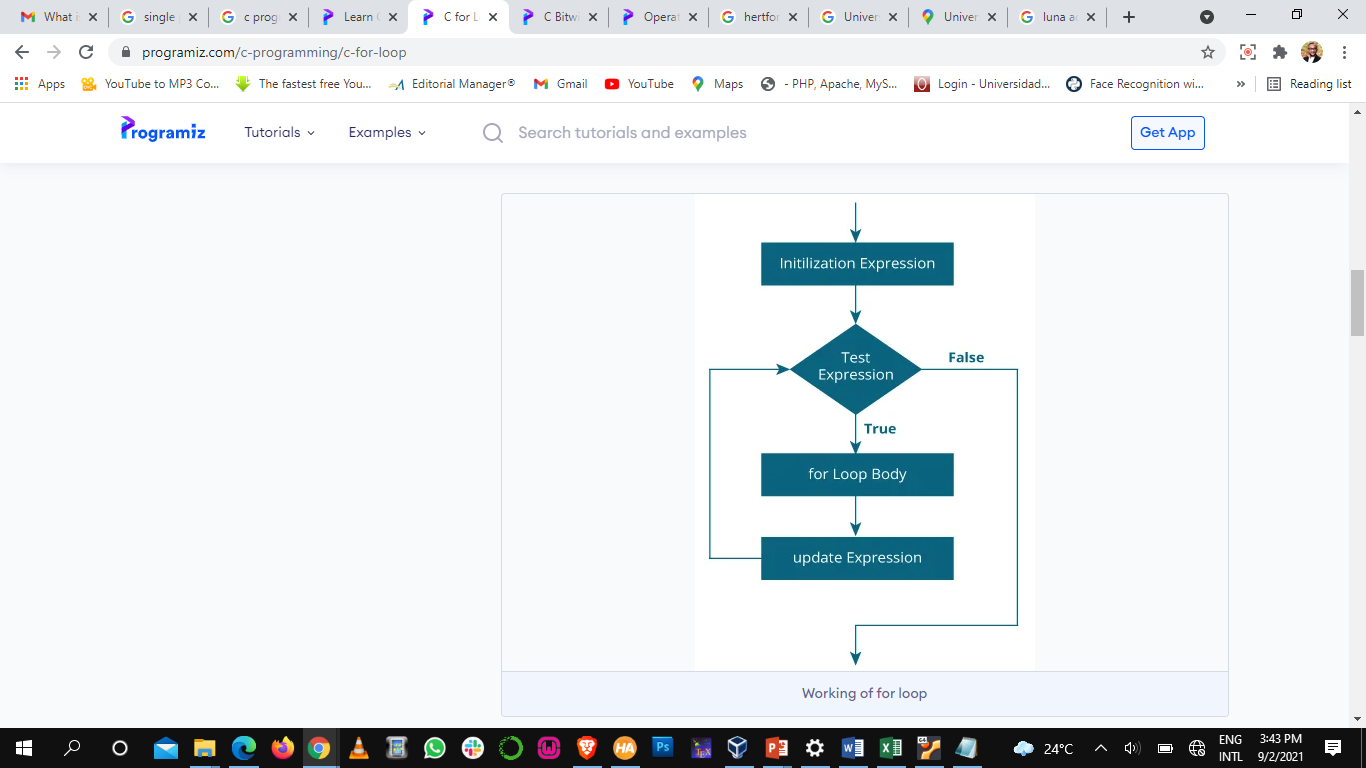 What i
single
c prog
Learn
C for L
C Bitw
Operat
hertfor
Univer
Univer
luna a
programiz.com/c-programming/c-for-loop
Apps
YouTube to MP3 Co...
The fastest free You...
Editorial Manager®
Gmail
YouTube
Maps
- PHP, Apache, MyS...
Login - Universidad...
Face Recognition wi...
»
Reading list
Programiz
Tutorials
Examples
Search tutorials and examples
Get App
Initilization Expression
Test
Expression
False
True
for Loop Body
update Expression
Working of for loop
24°C
ENG
INTL
3:43 PM
9/2/2021